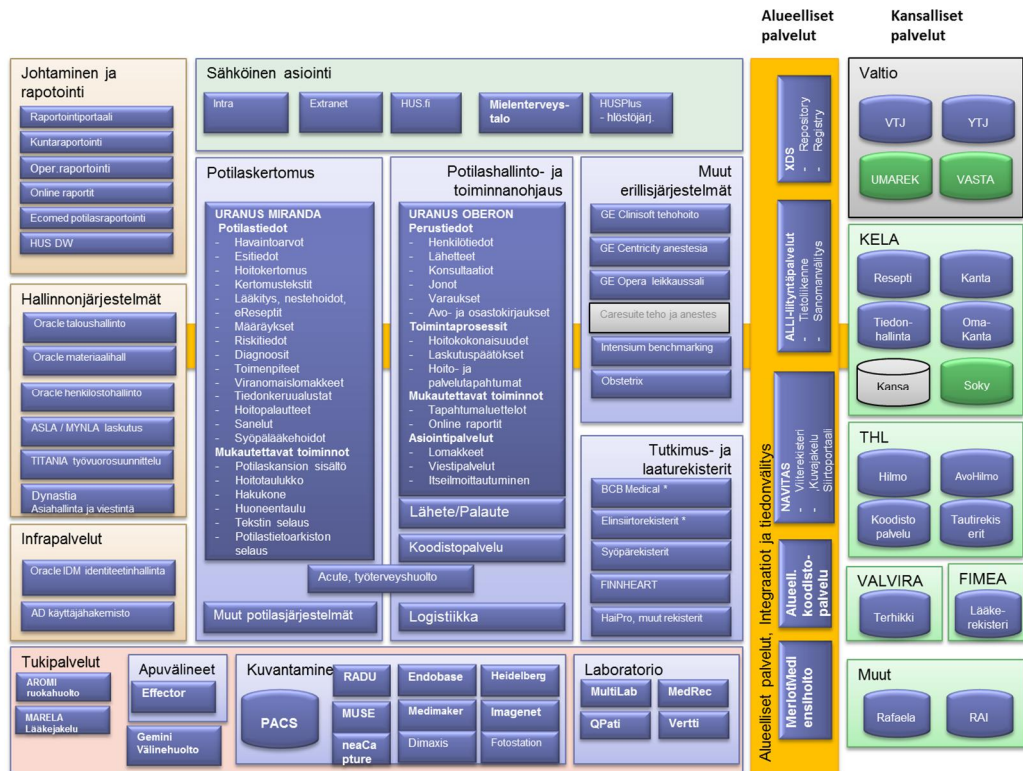 Alueelliset
palvelut
Kansalliset
palvelut
Johtaminen ja
rapotointi
Raportointiportaali
Kuntaraportointi
Oper.raportointi
Online raportit
Ecomed potilasraportointi
HUS DW
Hallinnonjärjestelmät
Oracle taloushallinto
Oracle materiaalihall
Oracle henkilöstohallinto
ASLA / MYNLA laskutus
TITANIA työvuorosuunnittelu
Dynastia
Asiahallinta ja viestintä
Infrapalvelut
Oracle IDM identiteetinhallinta
AD käyttäjähakemisto
Sähköinen asiointi
Intra
Extranet
HUS.fi
Mielenterveys-
talo
HUSPlus
- hlöstöjärj.
Potilaskertomus
URANUS MIRANDA
Potilastiedot
- Havaintoarvot
- Esitiedot
- Hoitokertomus
- Kertomustekstit
- Lääkitys, nestehoidot,
- eReseptit
- Määräykset
- Riskitiedot
- Diagnoosit
- Toimenpiteet
- Viranomaislomakkeet
- Tiedonkeruualustat
- Hoitopalautteet
- Sanelut
- Syöpälääkehoidot
Mukautettavat toiminnot
- Potilaskansion sisältö
- Hoitotaulukko
- Hakukone
- Huoneentaulu
- Tekstin selaus
- Potilastietoarkiston
selaus
Potilashallinto- ja
toiminnanohjaus
URANUS OBERON
Perustiedot
- Henkilötiedot
- Lähetteet
- Konsultaatiot
- Jonot
- Varaukset
- Avo- ja osastokirjaukset
Toimintaprosessit
- Hoitokokonaisuudet
- Laskutuspäätökset
- Hoito- ja
palvelutapahtumat
Mukautettavat toiminnot
- Tapahtumaluettelot
- Online raportit
Asiointipalvelut
- Lomakkeet
- Viestipalvelut
- Itseilmoittautuminen
Lähete/Palaute
Koodistopalvelu
Acute, työterveyshuolto
Muut potilasjärjestelmät
Logistiikka
Muut
erillisjärjestelmät
GE Clinisoft tehohoito
GE Centricity anestesia
GE Opera leikkaussali
Caresuite teho ja anestes
Intensium benchmarking
Obstetrix
Tutkimus- ja
laaturekisterit
BCB Medical *
Elinsiirtorekisterit *
Syöpärekisterit
FINNHEART
HaiPro, muut rekisterit
Tukipalvelut
AROMI
ruokahuolto
MARELA
Lääkejakelu
Apuvälineet
Effector
Gemini
Välinehuolto
Kuvantamine
PACS
RADU
MUSE
neaCa
pture
Endobase
Medimaker
Dimaxis
Heidelberg
Imagenet
Fotostation
Laboratorio
MultiLab
MedRec
QPati
Vertti
Alueelliset palvelut, Integraatiot ja tiedonvälitys
XDS
- Repository
- Registry
ALLI-liityntäpalvelut
- Tietoliikenne
- Sanomanvälitys
NAVITAS
- Viiterekisteri
- ,Kuvajakelu
Siirtoportaali
Alueell.
koodisto-
palvelu
MerlotMedi
ensihoito
Valtio
VTJ
YTJ
UMAREK
VASTA
KELA
Resepti
Kanta
Tiedon-
hallinta
Oma-
Kanta
Kansa
Soky
THL
Hilmo
AvoHilmo
Koodisto
palvelu
Tautirekis
erit
VALVIRA
Terhikki
FIMEA
Lääke-
rekisteri
Muut
Rafaela
RAI